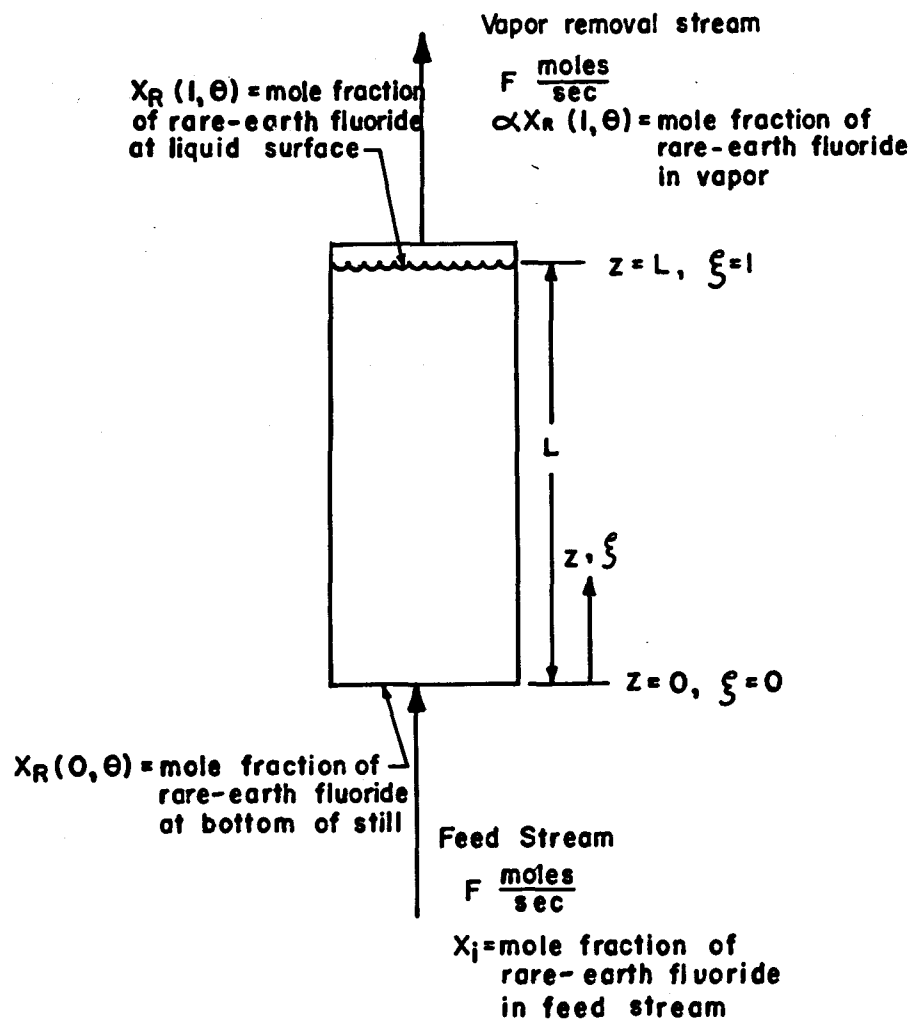 Vapor removal stream
F moles/sec
αX_R (1,θ) = mole fraction of
rare-earth fluoride
in vapor
X_R (1,θ) = mole fraction
of rare-earth fluoride
at liquid surface
z = L, ξ=1
L
z, ξ
z=0, ξ=0
X_R(0,θ) = mole fraction of
rare-earth fluoride
at bottom of still
Feed Stream
F moles/sec
X_i=mole fraction of
rare-earth fluoride
in feed stream